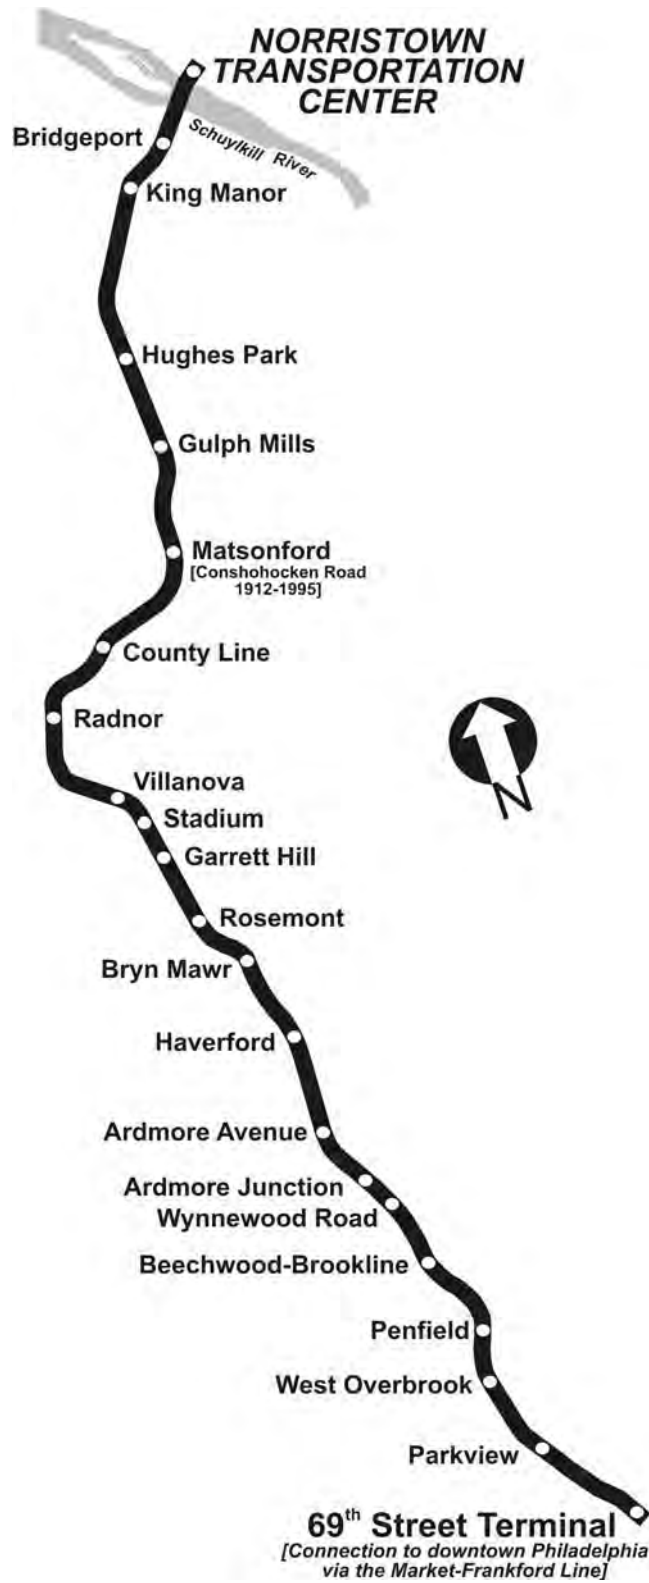 NORRISTOWN
TRANSPORTATION
CENTER
Bridgeport
Schuylkill River
King Manor
Hughes Park
Gulph Mills
Matsonford
[Conshohocken Road
1912-1995]
County Line
Radnor
N
Villanova
Stadium
Garrett Hill
Rosemont
Bryn Mawr
Haverford
Ardmore Avenue
Ardmore Junction
Wynnewood Road
Beechwood-Brookline
Penfield
West Overbrook
Parkview
69th Street Terminal
[Connection to downtown Philadelphia
via the Market-Frankford Line]